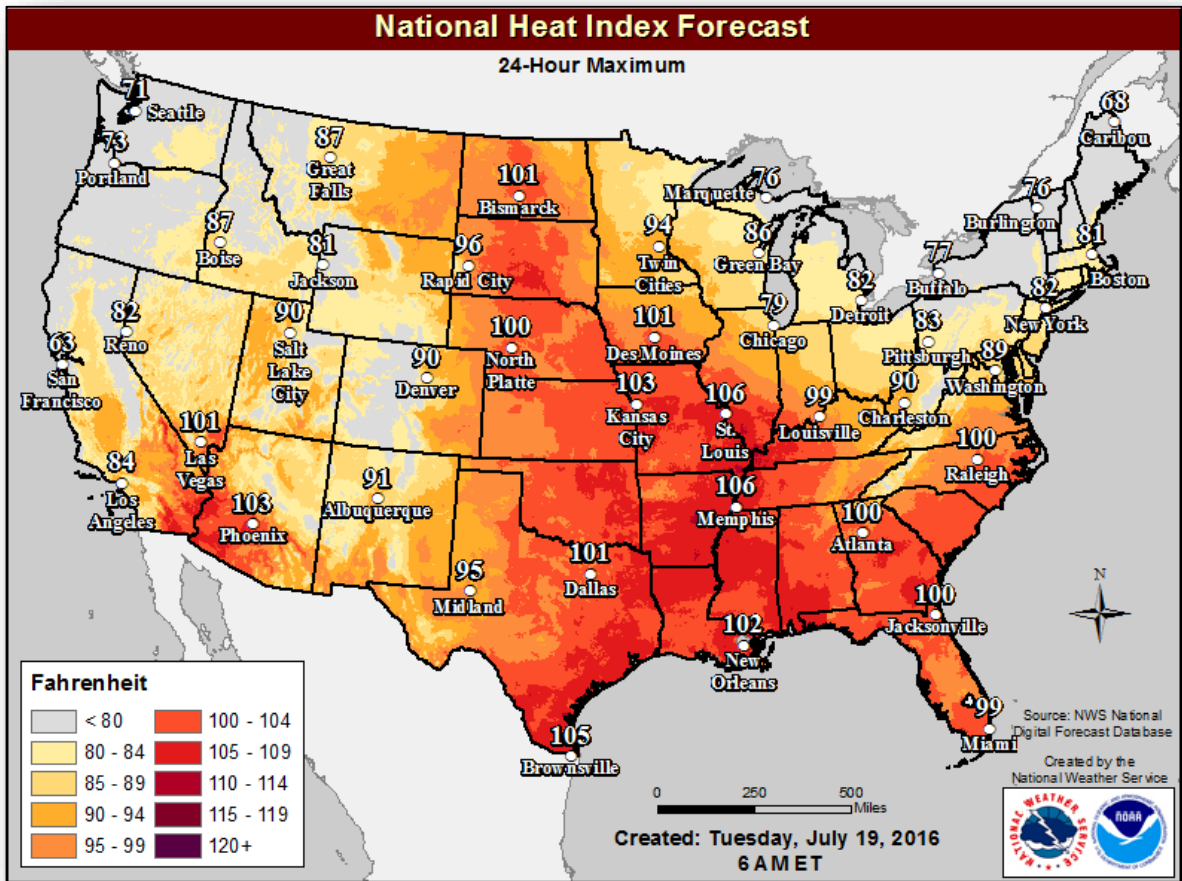 National Heat Index Forecast
24-Hour Maximum
71
Seattle
73
Portland
87
Great
Falls
101
Bismarck
76
Marquette
68
Caribou
76
Burlington
87
Boise
81
Jackson
96
Rapid City
94
Twin
Cities
86
Green Bay
77
Buffalo
81
Boston
82
Detroit
82
New York
63
San
Francisco
82
Reno
90
Salt
Lake
City
90
Denver
100
North
Platte
101
Des Moines
79
Chicago
83
Pittsburgh
89
Washington
103
Kansas
City
106
St.
Louis
99
Louisville
90
Charleston
100
Raleigh
101
Las
Vegas
84
Los
Angeles
103
Phoenix
91
Albuquerque
106
Memphis
100
Atlanta
95
Midland
101
Dallas
100
Jacksonville
102
New
Orleans
105
Brownsville
99
Miami
N
Fahrenheit
< 80
80 - 84
85 - 89
90 - 94
95 - 99
100 - 104
105 - 109
110 - 114
115 - 119
120+
0 250 500
Miles
Created: Tuesday, July 19, 2016
6 AM ET
Source: NWS National
Digital Forecast Database
Created by the
National Weather Service
NATIONAL WEATHER SERVICE
NOAA